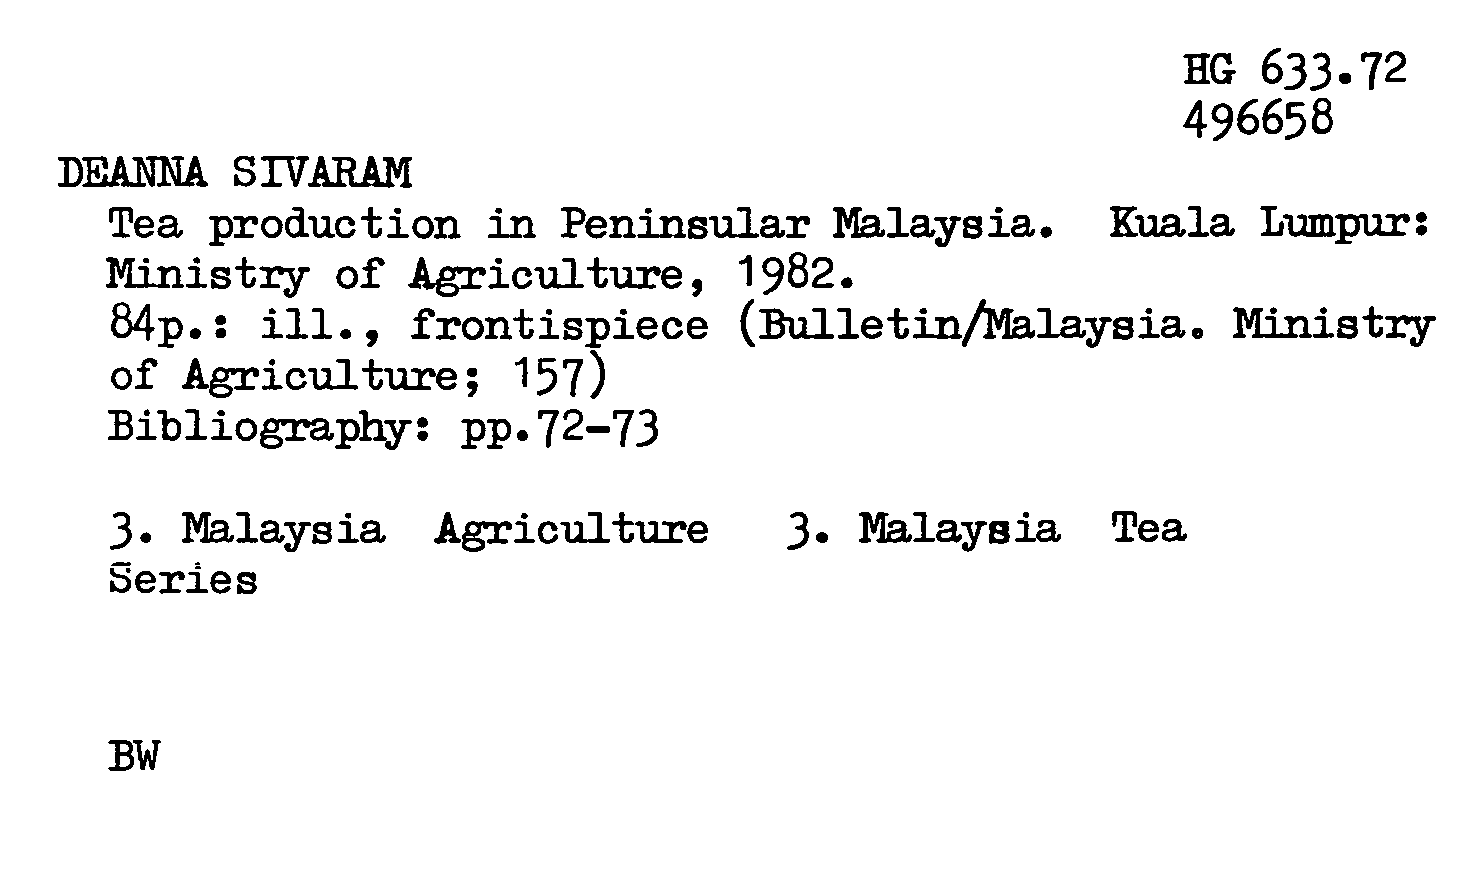 HG 633.72
496658
DEANNA SIVARAM
Tea production in Peninsular Malaysia. Kuala Lumpur:
Ministry of Agriculture, 1982.
84p.: ill., frontispiece (Bulletin/Malaysia. Ministry
of Agriculture; 157)
Bibliography: pp.72-73
3. Malaysia Agriculture 3. Malaysia Tea
Series
BW